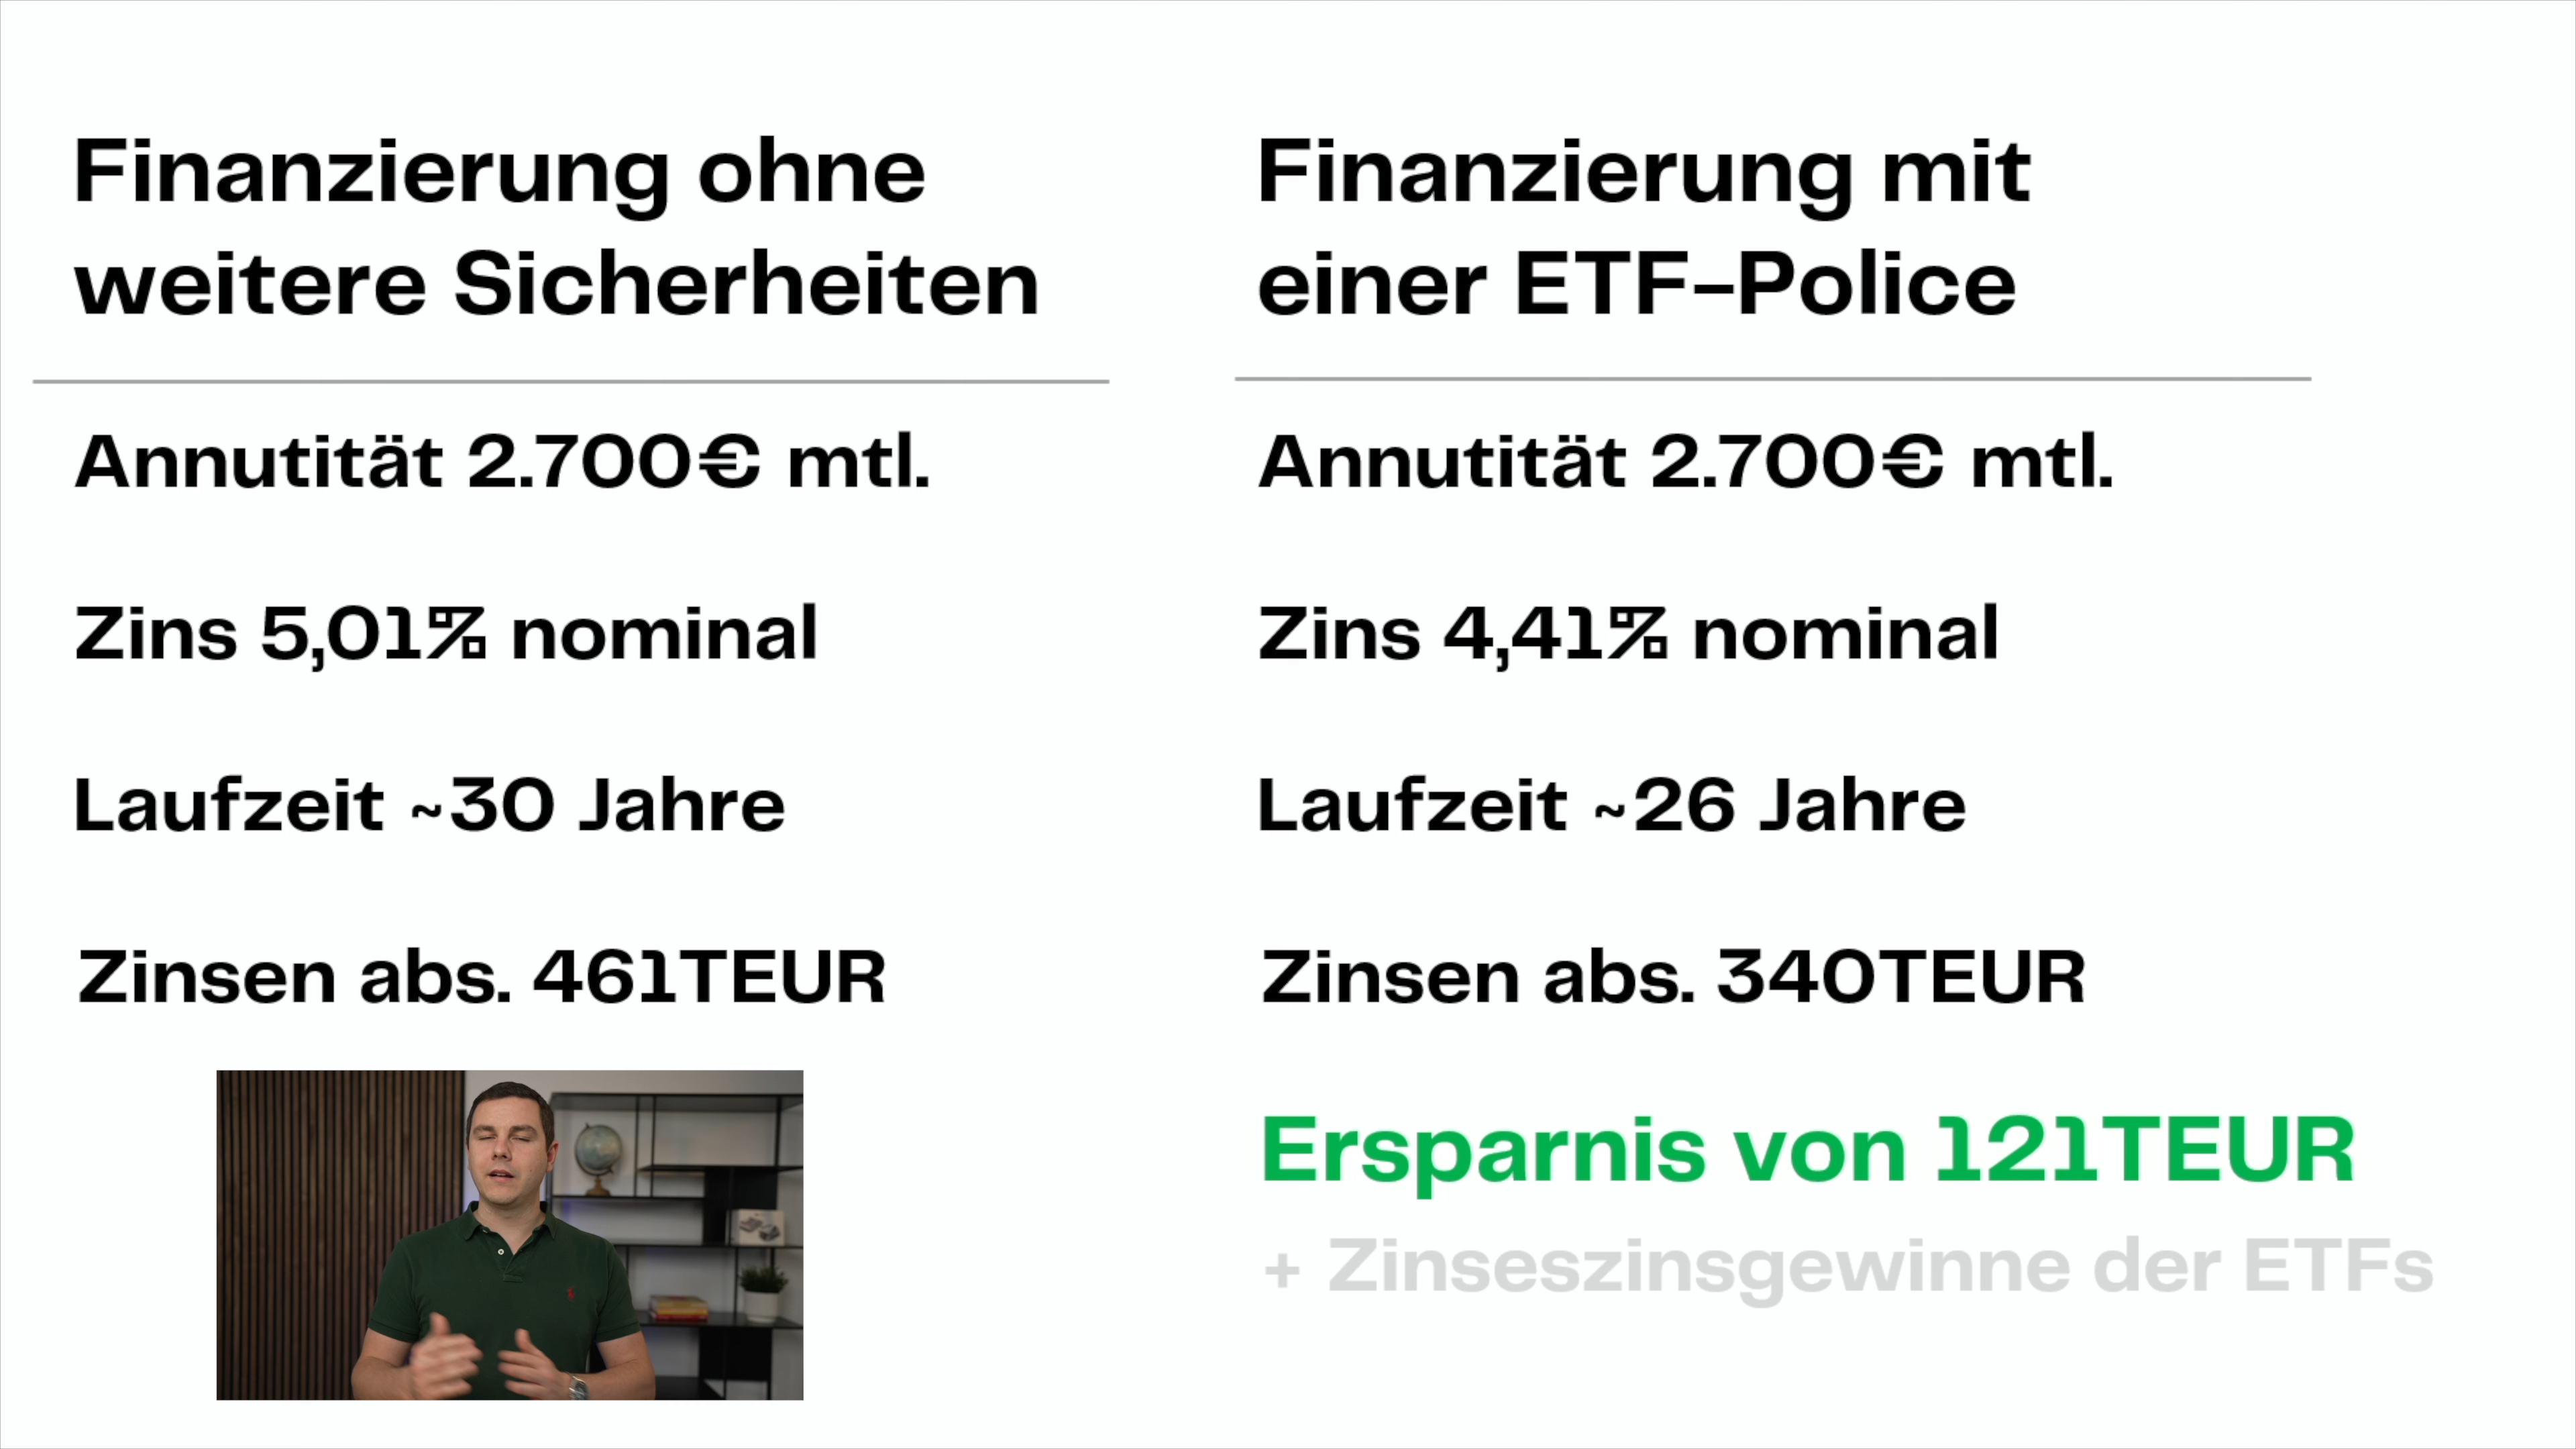 Finanzierung ohne
weitere Sicherheiten
Annutität 2.700€ mtl.
Zins 5,01% nominal
Laufzeit ~30 Jahre
Zinsen abs. 461TEUR
Finanzierung mit
einer ETF-Police
Annutität 2.700€ mtl.
Zins 4,41% nominal
Laufzeit ~26 Jahre
Zinsen abs. 340TEUR
Ersparnis von 121TEUR
+ Zinseszinsgewinne der ETFs